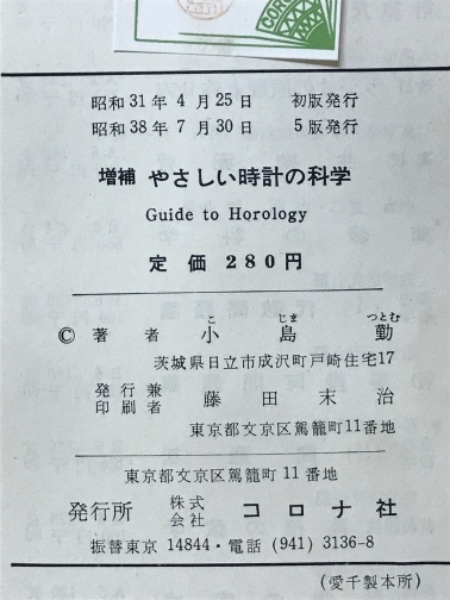 CORO
昭和31年4月25日 初版発行
昭和38年7月30日 5版発行
増補 やさしい時計の科学
Guide to Horology
定価 280円
こ じま つとむ
© 著者 小島勤
茨城県日立市成沢町戸崎住宅17
発行兼
印刷者 藤田末治
東京都文京区駕籠町11番地
東京都文京区駕籠町11番地
発行所 株式会社 コロナ社
振替東京 14844・電話 (941) 3136-8
(愛千製本所)